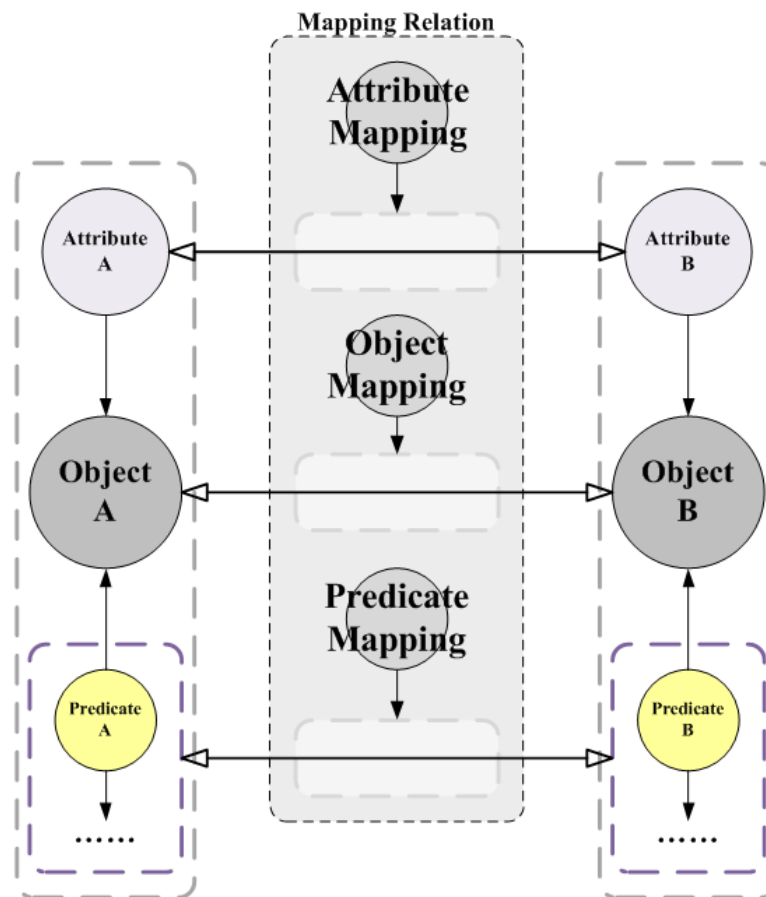 Mapping Relation
Attribute
Mapping
Attribute
A
Attribute
B
Object
Mapping
Object
A
Object
B
Predicate
Mapping
Predicate
A
Predicate
B
......
......